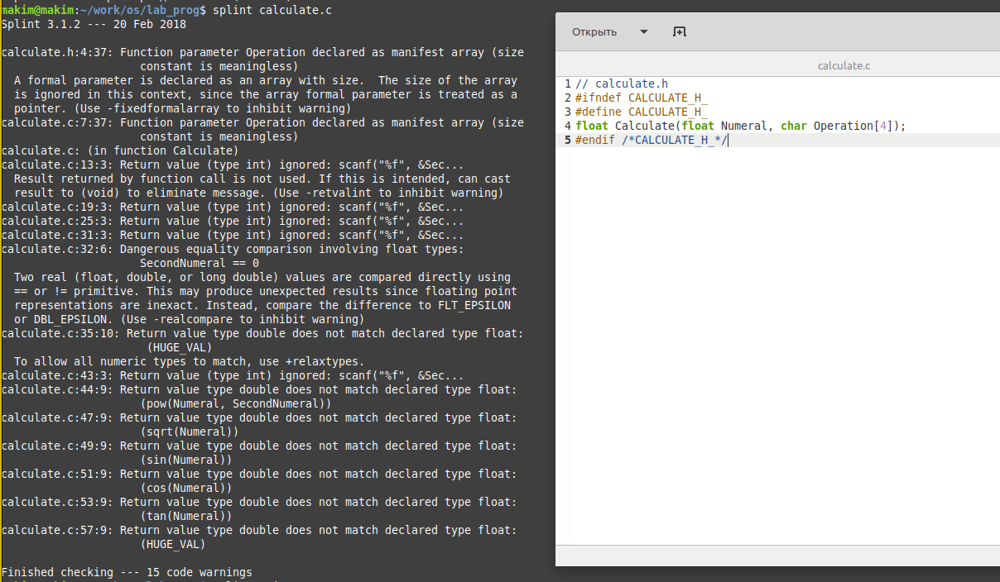 makim@makim:~/work/os/lab_prog$ splint calculate.c
Splint 3.1.2 --- 20 Feb 2018
calculate.h:4:37: Function parameter Operation declared as manifest array (size
constant is meaningless)
A formal parameter is declared as an array with size.  The size of the array
is ignored in this context, since the array formal parameter is treated as a
pointer. (Use -fixedformalarray to inhibit warning)
calculate.c:7:37: Function parameter Operation declared as manifest array (size
constant is meaningless)
calculate.c: (in function Calculate)
calculate.c:13:3: Return value (type int) ignored: scanf("%f", &Sec...
Result returned by function call is not used. If this is intended, can cast
result to (void) to eliminate message. (Use -retvalint to inhibit warning)
calculate.c:19:3: Return value (type int) ignored: scanf("%f", &Sec...
calculate.c:25:3: Return value (type int) ignored: scanf("%f", &Sec...
calculate.c:31:3: Return value (type int) ignored: scanf("%f", &Sec...
calculate.c:32:6: Dangerous equality comparison involving float types:
SecondNumeral == 0
Two real (float, double, or long double) values are compared directly using
== or != primitive. This may produce unexpected results since floating point
representations are inexact. Instead, compare the difference to FLT_EPSILON
or DBL_EPSILON. (Use -realcompare to inhibit warning)
calculate.c:35:10: Return value type double does not match declared type float:
(HUGE_VAL)
To allow all numeric types to match, use +relaxtypes.
calculate.c:43:3: Return value (type int) ignored: scanf("%f", &Sec...
calculate.c:44:9: Return value type double does not match declared type float:
(pow(Numeral, SecondNumeral))
calculate.c:47:9: Return value type double does not match declared type float:
(sqrt(Numeral))
calculate.c:49:9: Return value type double does not match declared type float:
(sin(Numeral))
calculate.c:51:9: Return value type double does not match declared type float:
(cos(Numeral))
calculate.c:53:9: Return value type double does not match declared type float:
(tan(Numeral))
calculate.c:57:9: Return value type double does not match declared type float:
(HUGE_VAL)
Finished checking --- 15 code warnings
Открыть
calculate.c
1 // calculate.h
2 #ifndef CALCULATE_H_
3 #define CALCULATE_H_
4 float Calculate(float Numeral, char Operation[4]);
5 #endif /*CALCULATE_H_*/